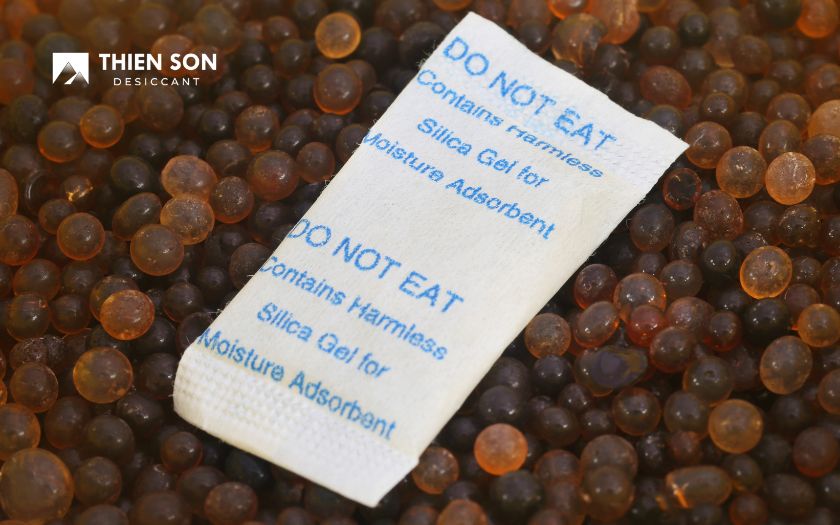 THIEN SON
DESICCANT
DO NOT EAT
Contains Harmless
Silica Gel for
Moisture Adsorbent
DO NOT EAT
Contains Harmless
Silica Gel for
Moisture Adsorbent